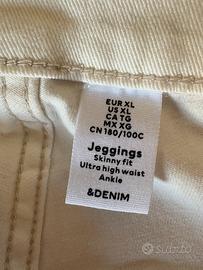 EUR XL
US XL
CA TG
MX XG
CN 180/100C
Jeggings
Skinny fit
Ultra high waist
Ankle
&DENIM
subito